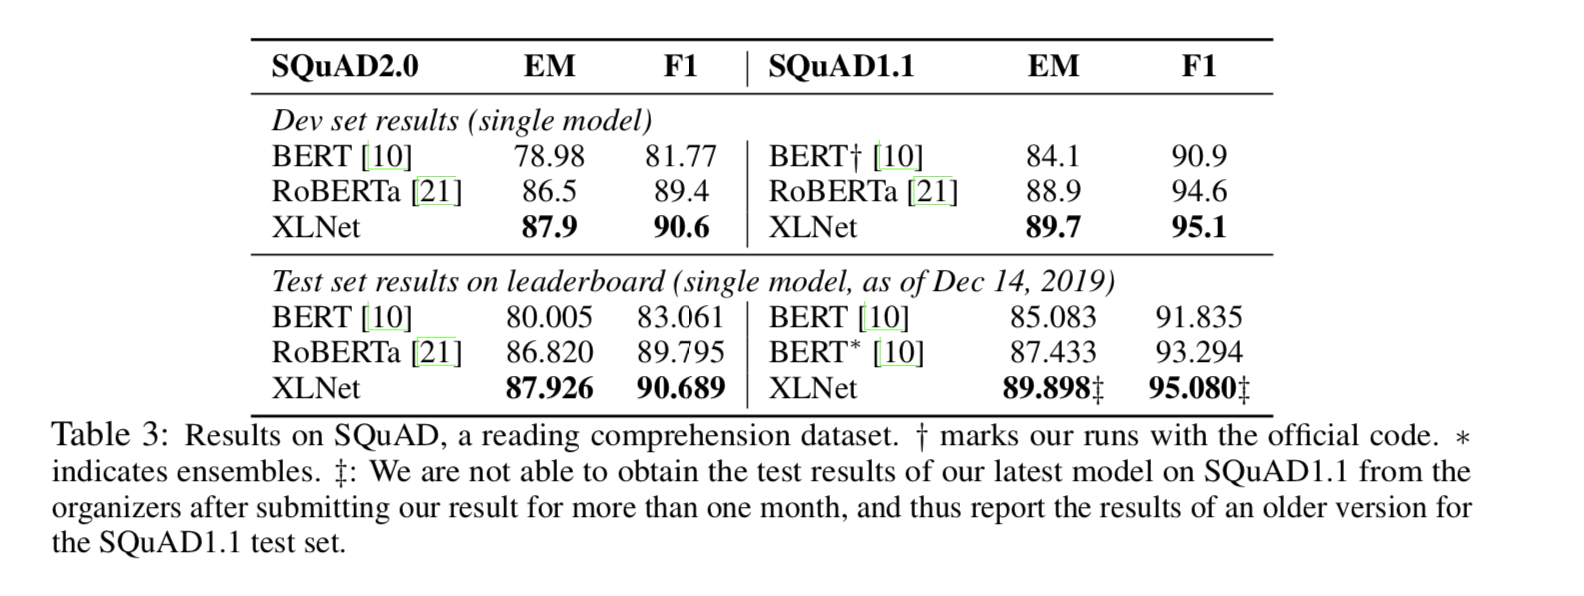 SQuAD2.0 EM F1 SQuAD1.1 EM F1
Dev set results (single model)
BERT [10] 78.98 81.77 BERT† [10] 84.1 90.9
RoBERTa [21] 86.5 89.4 RoBERTa [21] 88.9 94.6
XLNet 87.9 90.6 XLNet 89.7 95.1
Test set results on leaderboard (single model, as of Dec 14, 2019)
BERT [10] 80.005 83.061 BERT [10] 85.083 91.835
RoBERTa [21] 86.820 89.795 BERT* [10] 87.433 93.294
XLNet 87.926 90.689 XLNet 89.898‡ 95.080‡
Table 3: Results on SQuAD, a reading comprehension dataset. † marks our runs with the official code. *
indicates ensembles. ‡: We are not able to obtain the test results of our latest model on SQuAD1.1 from the
organizers after submitting our result for more than one month, and thus report the results of an older version for
the SQuAD1.1 test set.